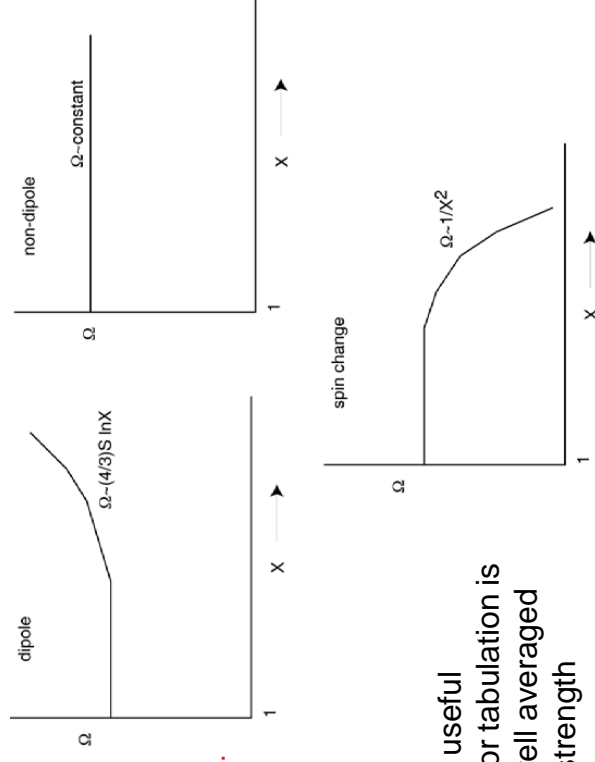 dipole
Ω
Ω~(4/3)S lnX
1
X
non-dipole
Ω
Ω~constant
1
X
useful
or tabulation is
ell averaged
strength
spin change
Ω
Ω~1/X²
1
X